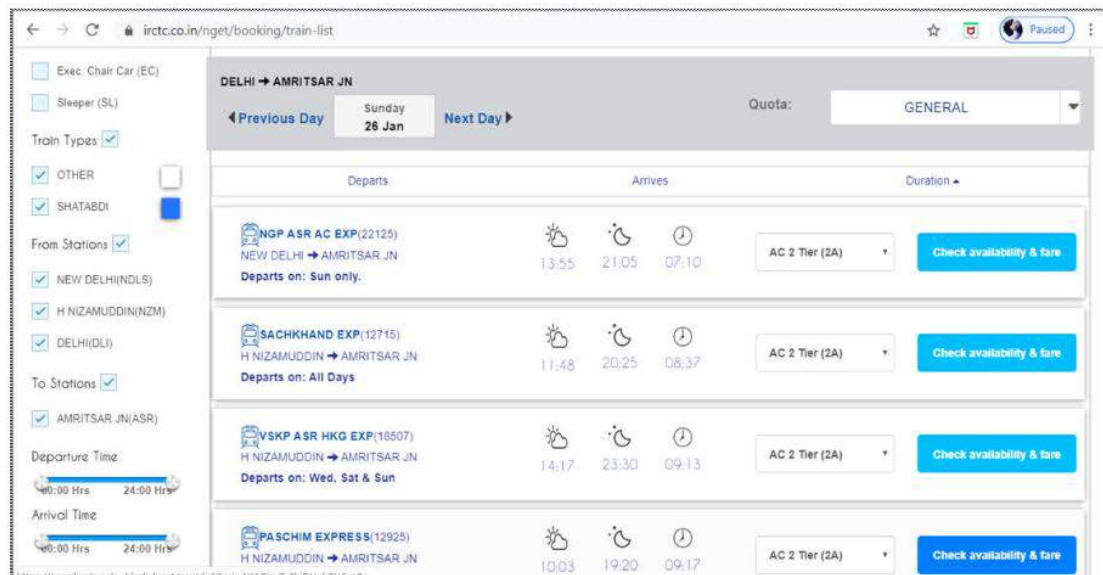 irctc.co.in/nget/booking/train-list
Paused
Exec. Chair Car (EC)
Sleeper (SL)
Train Types
OTHER
SHATABDI
From Stations
NEW DELHI(NDLS)
H NIZAMUDDIN(NZM)
DELHI(DLI)
To Stations
AMRITSAR JN(ASR)
Departure Time
00:00 Hrs 24:00 Hrs
Arrival Time
00:00 Hrs 24:00 Hrs
DELHI → AMRITSAR JN
Previous Day Sunday 26 Jan Next Day
Quota: GENERAL
Departs Arrives Duration
NGP ASR AC EXP(22125)
NEW DELHI → AMRITSAR JN
Departs on: Sun only.
13:55 21:05 07:10
AC 2 Tier (2A) Check availability & fare
SACHKHAND EXP(12715)
H NIZAMUDDIN → AMRITSAR JN
Departs on: All Days
11:48 20:25 08:37
AC 2 Tier (2A) Check availability & fare
VSKP ASR HKG EXP(18507)
H NIZAMUDDIN → AMRITSAR JN
Departs on: Wed, Sat & Sun
14:17 23:30 09:13
AC 2 Tier (2A) Check availability & fare
PASCHIM EXPRESS(12925)
H NIZAMUDDIN → AMRITSAR JN
10:03 19:20 09:17
AC 2 Tier (2A) Check availability & fare